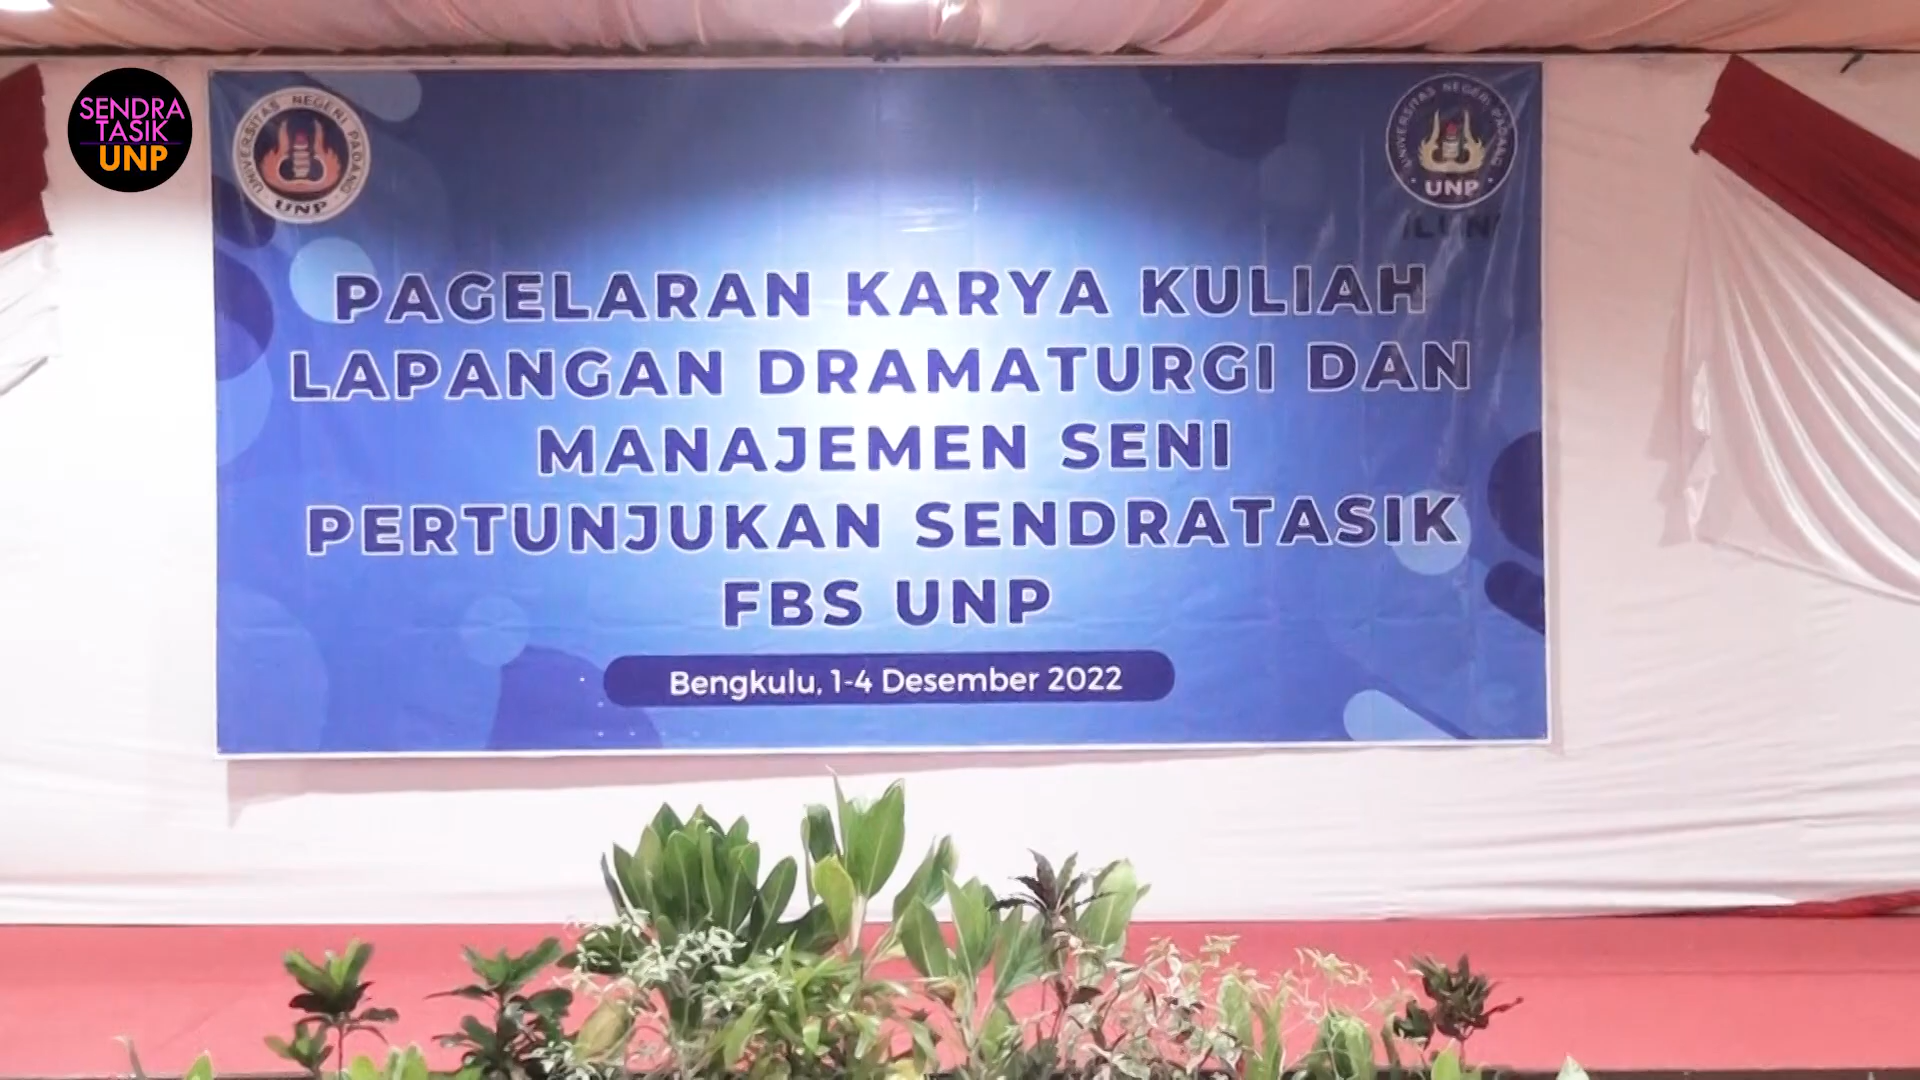 SENDRA
TASIK
UNP
UNIVERSITAS NEGERI PADANG
UNP
UNIVERSITAS NEGERI PADANG
UNP
ILUNI
PAGELARAN KARYA KULIAH
LAPANGAN DRAMATURGI DAN
MANAJEMEN SENI
PERTUNJUKAN SENDRATASIK
FBS UNP
Bengkulu, 1-4 Desember 2022